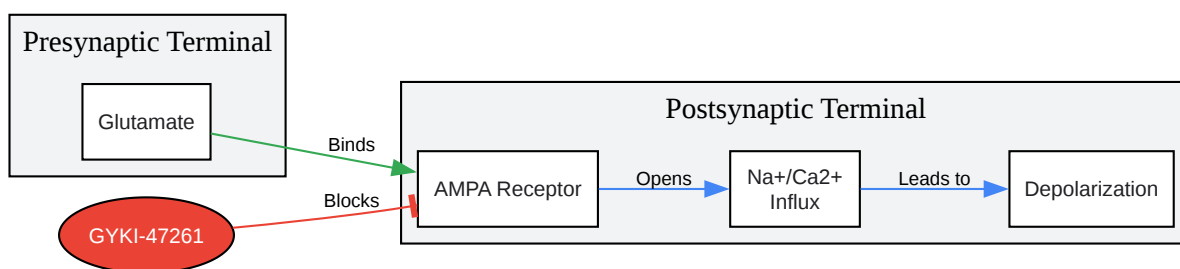 Presynaptic Terminal
Glutamate
Binds
Blocks
GYKI-47261
Postsynaptic Terminal
AMPA Receptor
Opens
Na+/Ca2+
Influx
Leads to
Depolarization